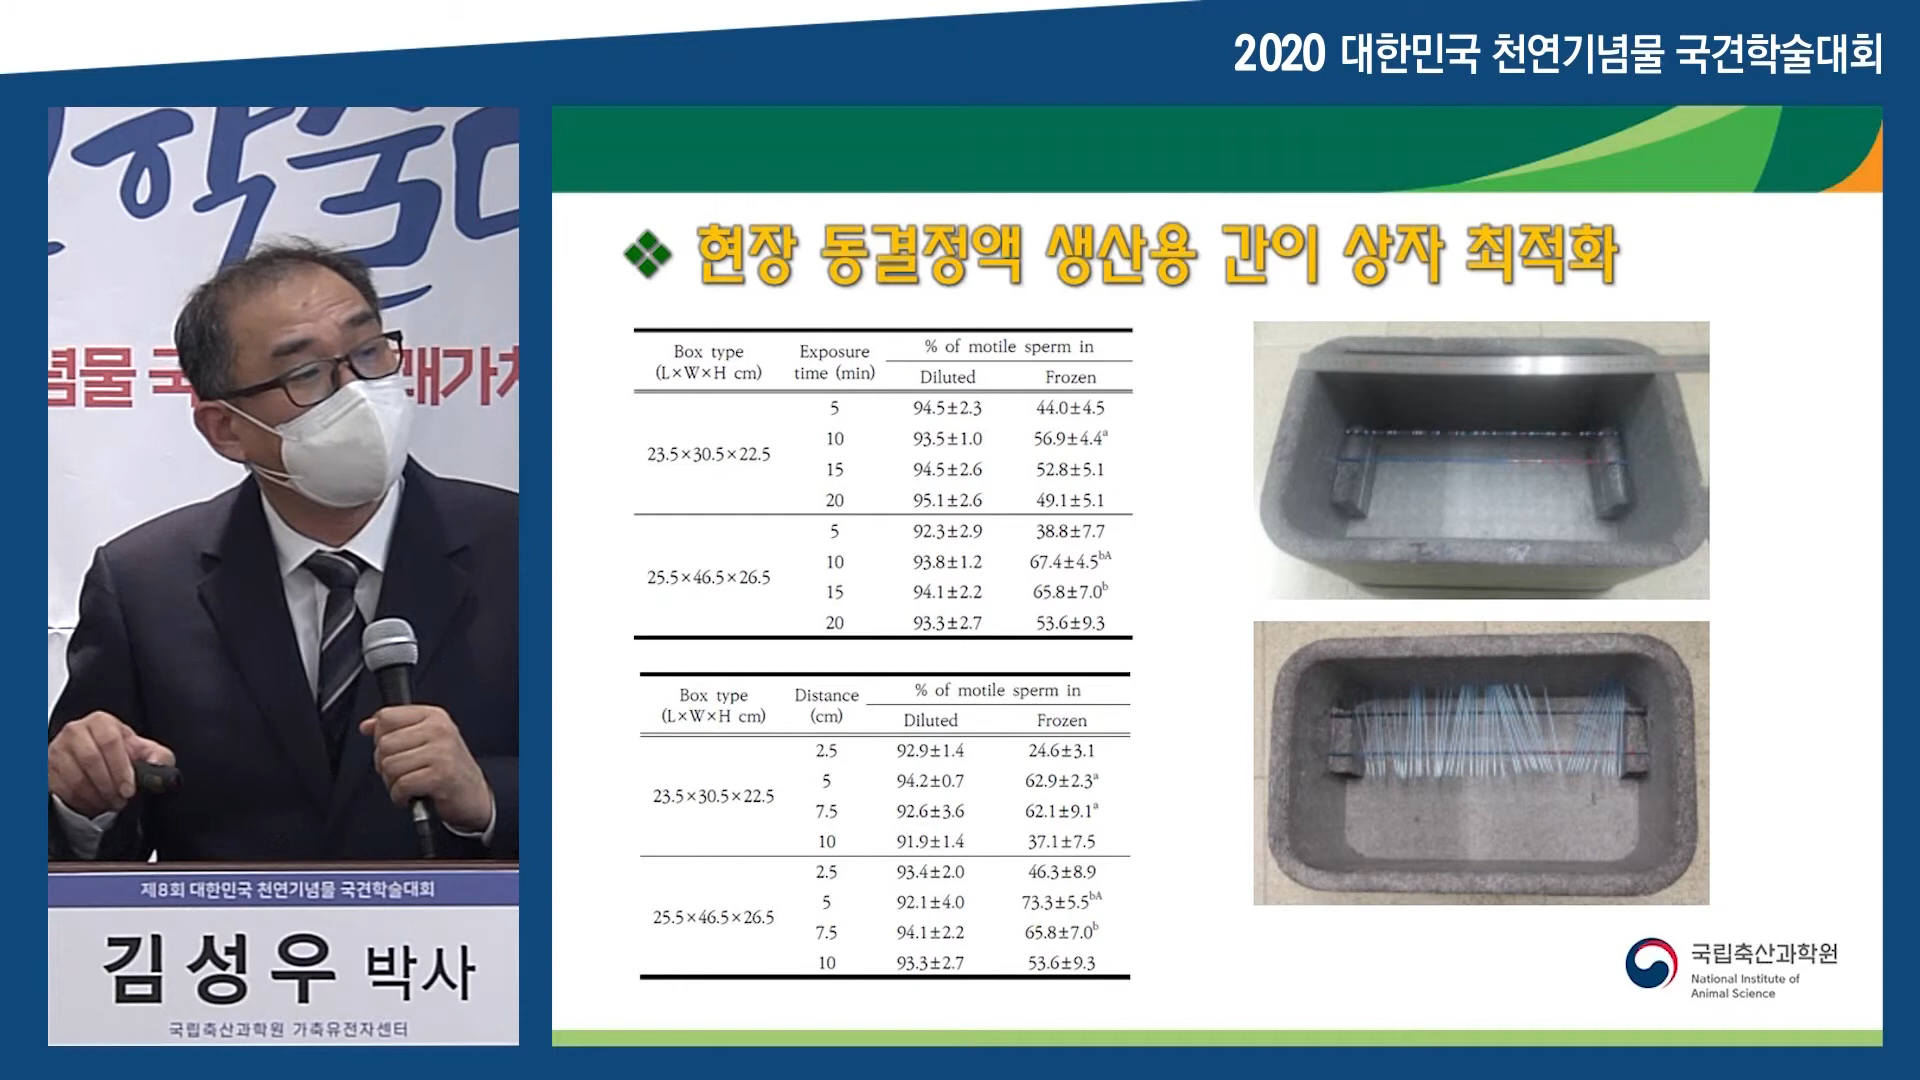 2020 대한민국 천연기념물 국견학술대회
학술대
념물 국
래가치
제8회 대한민국 천연기념물 국견학술대회
김성우 박사
국립축산과학원 가축유전자센터
❖ 현장 동결정액 생산용 간이 상자 최적화
Box type (L×W×H cm) Exposure time (min) % of motile sperm in
Diluted Frozen
23.5×30.5×22.5
5 94.5±2.3 44.0±4.5
10 93.5±1.0 56.9±4.4ᵃ
15 94.5±2.6 52.8±5.1
20 95.1±2.6 49.1±5.1
25.5×46.5×26.5
5 92.3±2.9 38.8±7.7
10 93.8±1.2 67.4±4.5ᵇᴬ
15 94.1±2.2 65.8±7.0ᵇ
20 93.3±2.7 53.6±9.3
Box type (L×W×H cm) Distance (cm) % of motile sperm in
Diluted Frozen
23.5×30.5×22.5
2.5 92.9±1.4 24.6±3.1
5 94.2±0.7 62.9±2.3ᵃ
7.5 92.6±3.6 62.1±9.1ᵃ
10 91.9±1.4 37.1±7.5
25.5×46.5×26.5
2.5 93.4±2.0 46.3±8.9
5 92.1±4.0 73.3±5.5ᵇᴬ
7.5 94.1±2.2 65.8±7.0ᵇ
10 93.3±2.7 53.6±9.3
국립축산과학원
National Institute of
Animal Science